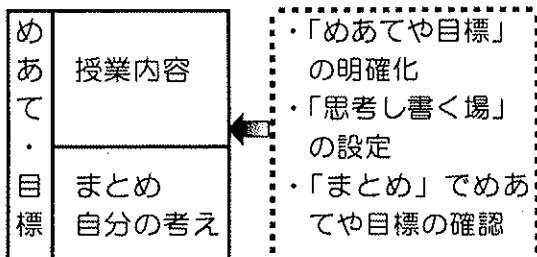 めあて・目標
授業内容
まとめ
自分の考え
・「めあてや目標」
の明確化
・「思考し書く場」
の設定
・「まとめ」でめあ
てや目標の確認